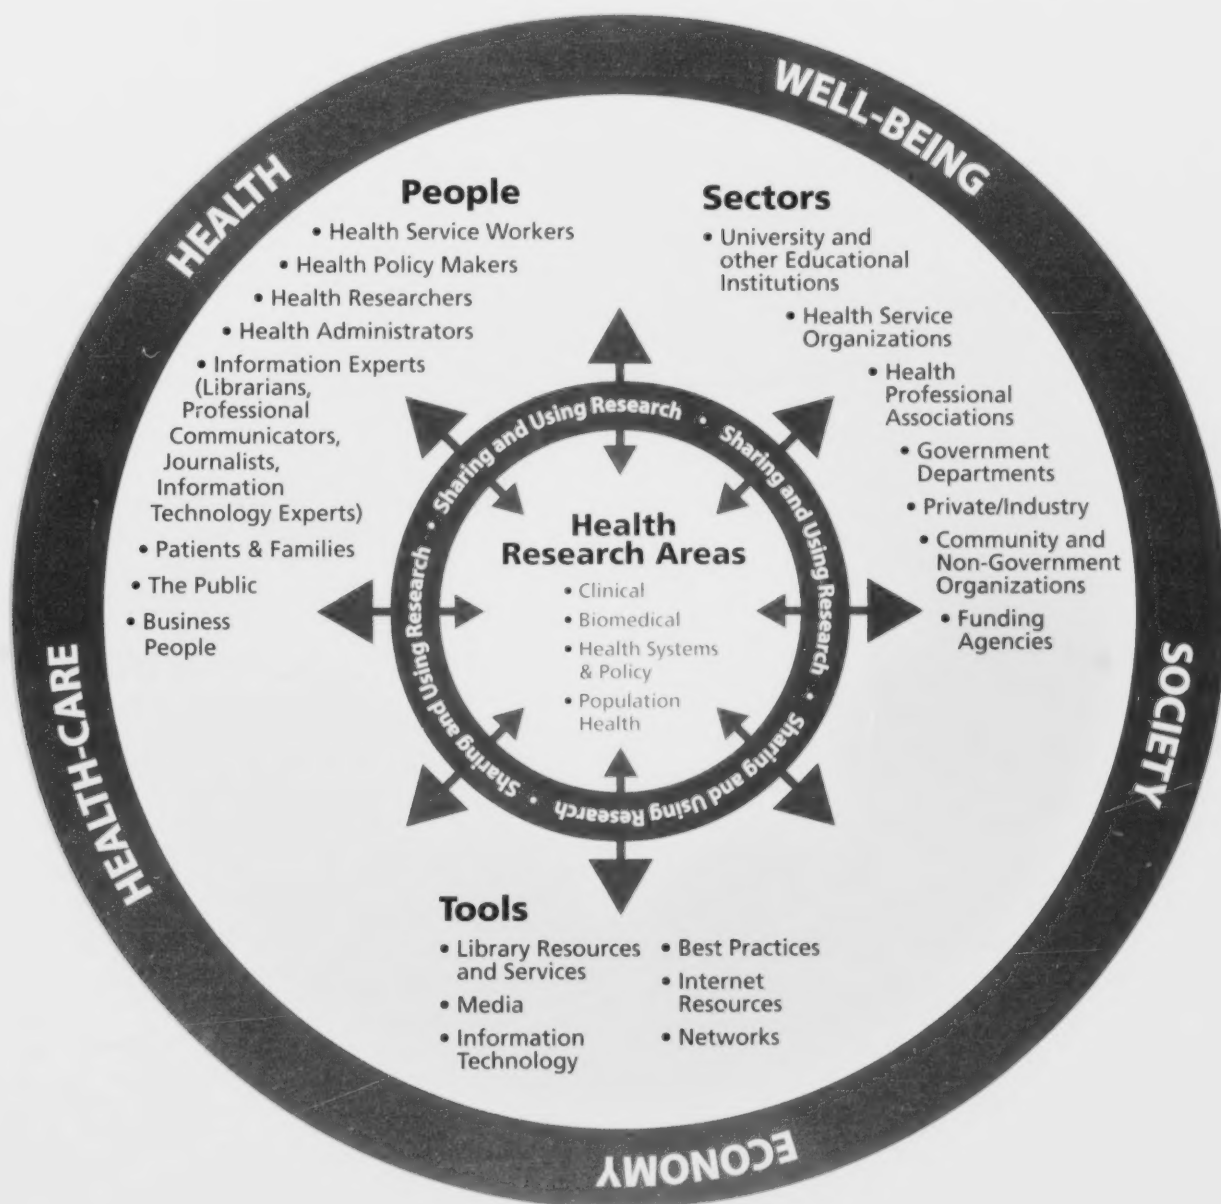 HEALTH
WELL-BEING
SOCIETY
ECONOMY
HEALTH-CARE
People
• Health Service Workers
• Health Policy Makers
• Health Researchers
• Health Administrators
• Information Experts
(Librarians,
Professional
Communicators,
Journalists,
Information
Technology Experts)
• Patients & Families
• The Public
• Business
People
Sectors
• University and
other Educational
Institutions
• Health Service
Organizations
• Health
Professional
Associations
• Government
Departments
• Private/Industry
• Community and
Non-Government
Organizations
• Funding
Agencies
Sharing and Using Research • Sharing and Using Research • Sharing and Using Research • Sharing and Using Research •
Health
Research Areas
• Clinical
• Biomedical
• Health Systems
& Policy
• Population
Health
Tools
• Library Resources
and Services
• Media
• Information
Technology
• Best Practices
• Internet
Resources
• Networks